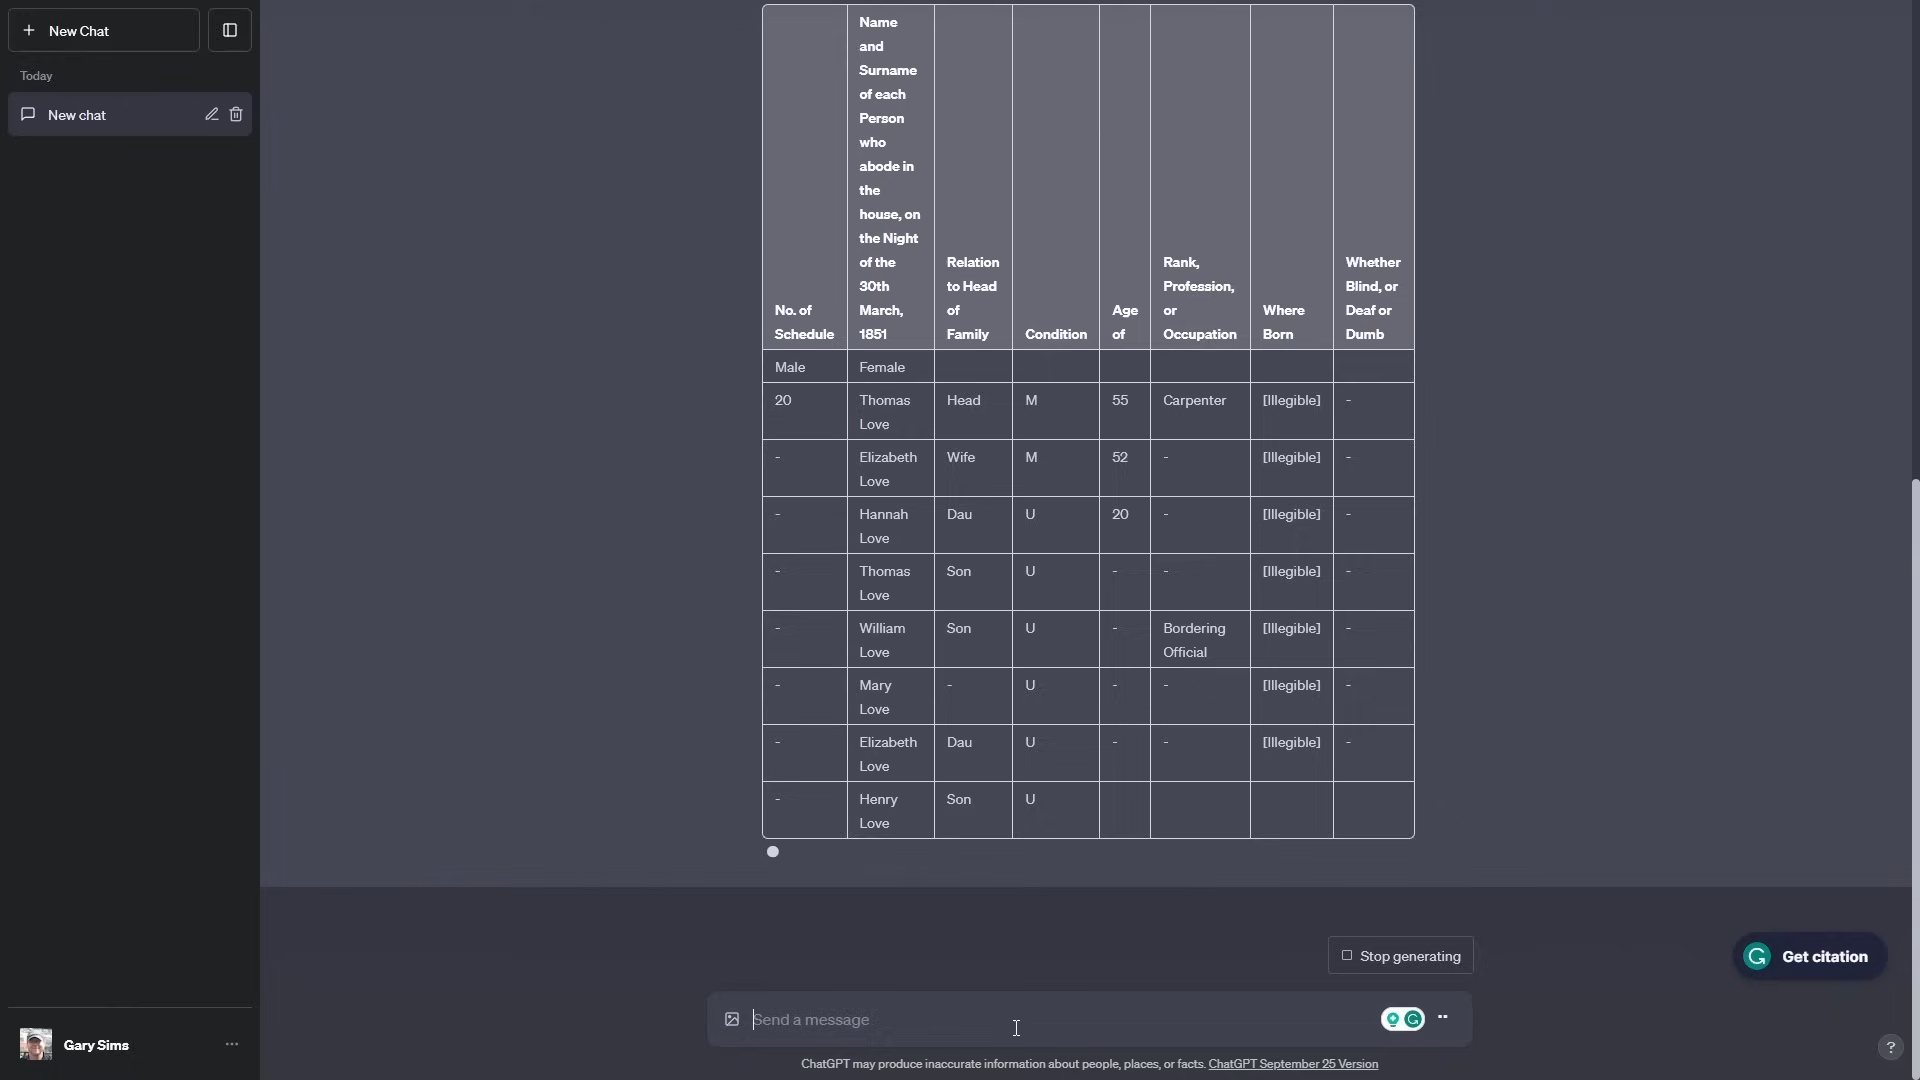 New Chat
Today
New chat
Name
and
Surname
of each
Person
who
abode in
the
house, on
the Night
of the
30th
March,
1851
No. of
Schedule
Relation
to Head
of
Family
Condition
Age
of
Rank,
Profession,
or
Occupation
Where
Born
Whether
Blind, or
Deaf or
Dumb
Male Female
20 Thomas Love Head M 55 Carpenter [Illegible] -
- Elizabeth Love Wife M 52 - [Illegible] -
- Hannah Love Dau U 20 - [Illegible] -
- Thomas Love Son U - - [Illegible] -
- William Love Son U - Bordering Official [Illegible] -
- Mary Love - U - - [Illegible] -
- Elizabeth Love Dau U - - [Illegible] -
- Henry Love Son U
Stop generating
Get citation
Send a message
Gary Sims
ChatGPT may produce inaccurate information about people, places, or facts. ChatGPT September 25 Version
?